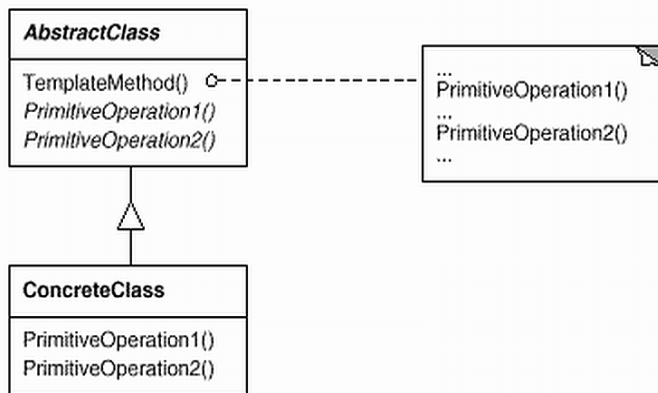 AbstractClass
TemplateMethod()
PrimitiveOperation1()
PrimitiveOperation2()
...
PrimitiveOperation1()
...
PrimitiveOperation2()
...
ConcreteClass
PrimitiveOperation1()
PrimitiveOperation2()